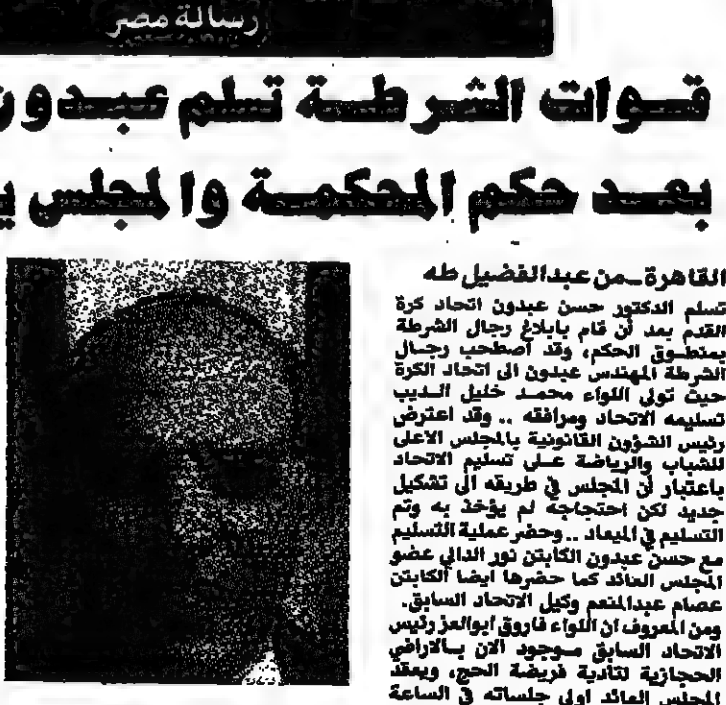 رسالة مصر
قوات الشرطة تسلم عبدون
بعد حكم المحكمة والمجلس
القاهرة ـ من عبدالفضيل طه
تسلم الدكتور حسن عبدون اتحاد كرة
القدم بعد أن قام بابلاغ رجال الشرطة
بمنطوق الحكم، وقد اصطحب رجال
الشرطة المهندس عبدون الى اتحاد الكرة
حيث تولى اللواء محمد خليل الديب
تسليمه الاتحاد ومرافقه .. وقد اعترض
رئيس الشؤون القانونية بالمجلس الاعلى
للشباب والرياضة على تسليم الاتحاد
باعتبار أن المجلس في طريقه الى تشكيل
جديد لكن احتجاجه لم يؤخذ به وتم
التسليم في الميعاد .. وحضر عملية التسليم
مع حسن عبدون الكابتن نور الدالي عضو
المجلس العائد كما حضرها ايضا الكابتن
عصام عبدالمنعم وكيل الاتحاد السابق.
ومن المعروف ان اللواء فاروق ابوالعز رئيس
الاتحاد السابق موجود الآن بالاراضي
الحجازية لتأدية فريضة الحج، ويعقد
المجلس العائد اولى جلساته في الساعة